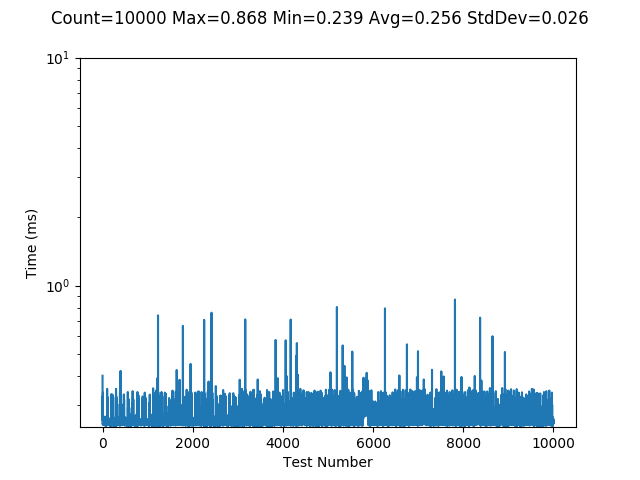 Count=10000 Max=0.868 Min=0.239 Avg=0.256 StdDev=0.026
10¹
10⁰
Time (ms)
0 2000 4000 6000 8000 10000
Test Number